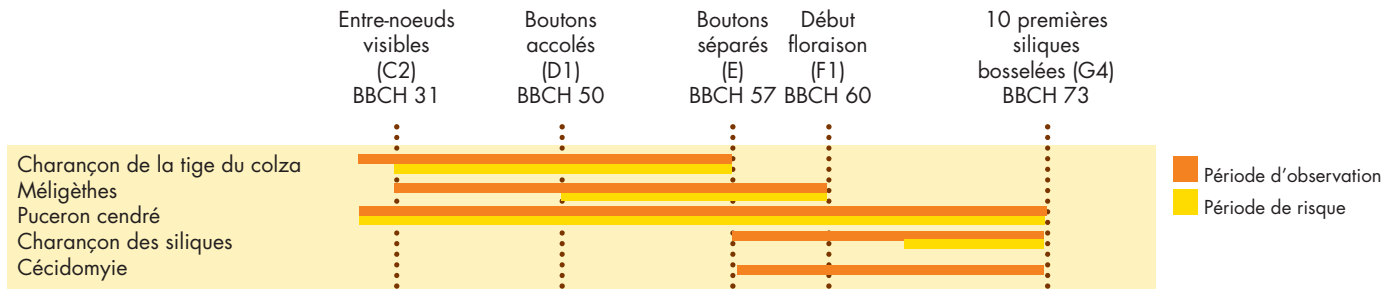 Entre-noeuds
visibles
(C2)
BBCH 31
Boutons
accolés
(D1)
BBCH 50
Boutons
séparés
(E)
BBCH 57
Début
floraison
(F1)
BBCH 60
10 premières
siliques
bosselées (G4)
BBCH 73
Charançon de la tige du colza
Méligèthes
Puceron cendré
Charançon des siliques
Cécidomyie
Période d'observation
Période de risque